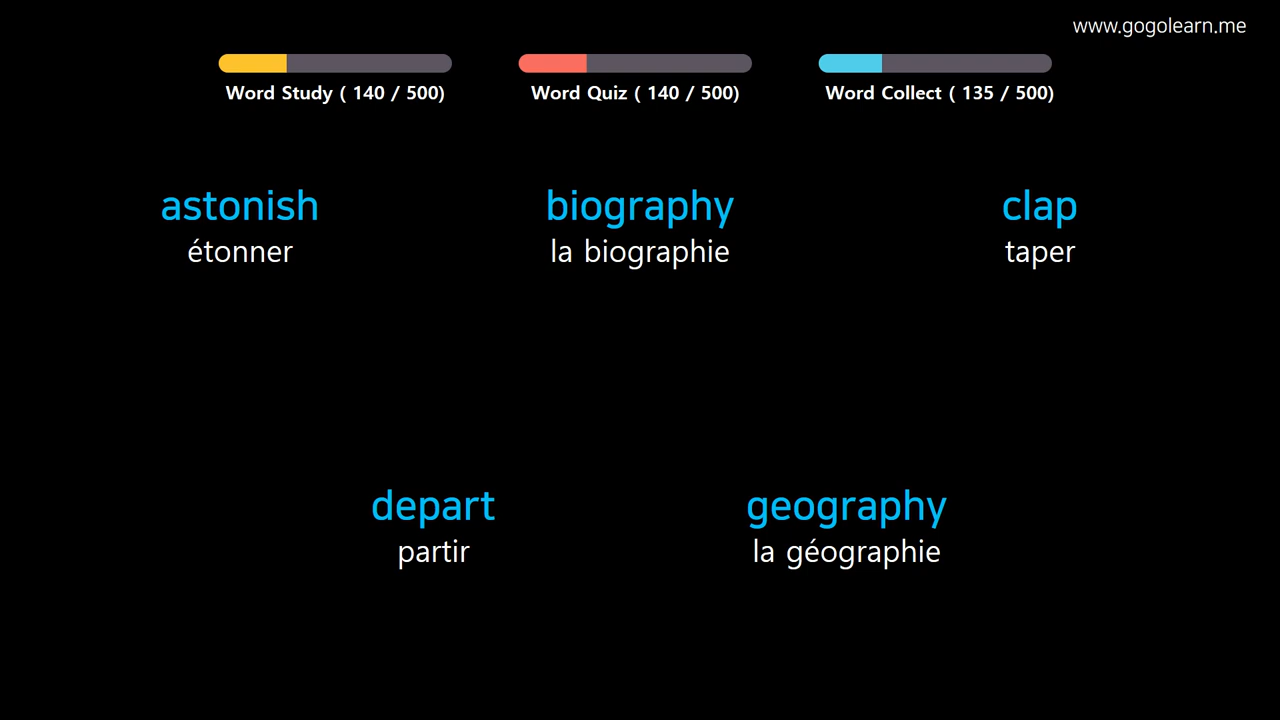 www.gogolearn.me
Word Study ( 140 / 500)
Word Quiz ( 140 / 500)
Word Collect ( 135 / 500)
astonish
étonner
biography
la biographie
clap
taper
depart
partir
geography
la géographie